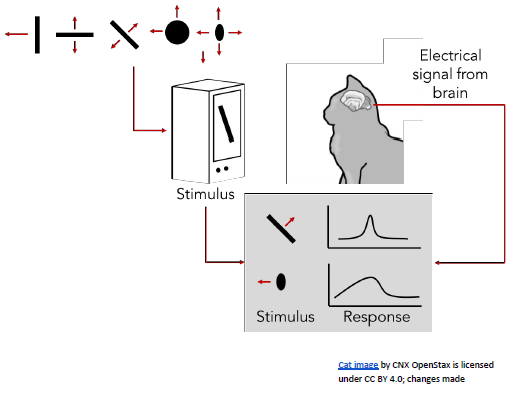 Electrical
signal from
brain
Stimulus
Stimulus
Response
Cat image by CNX OpenStax is licensed
under CC BY 4.0; changes made